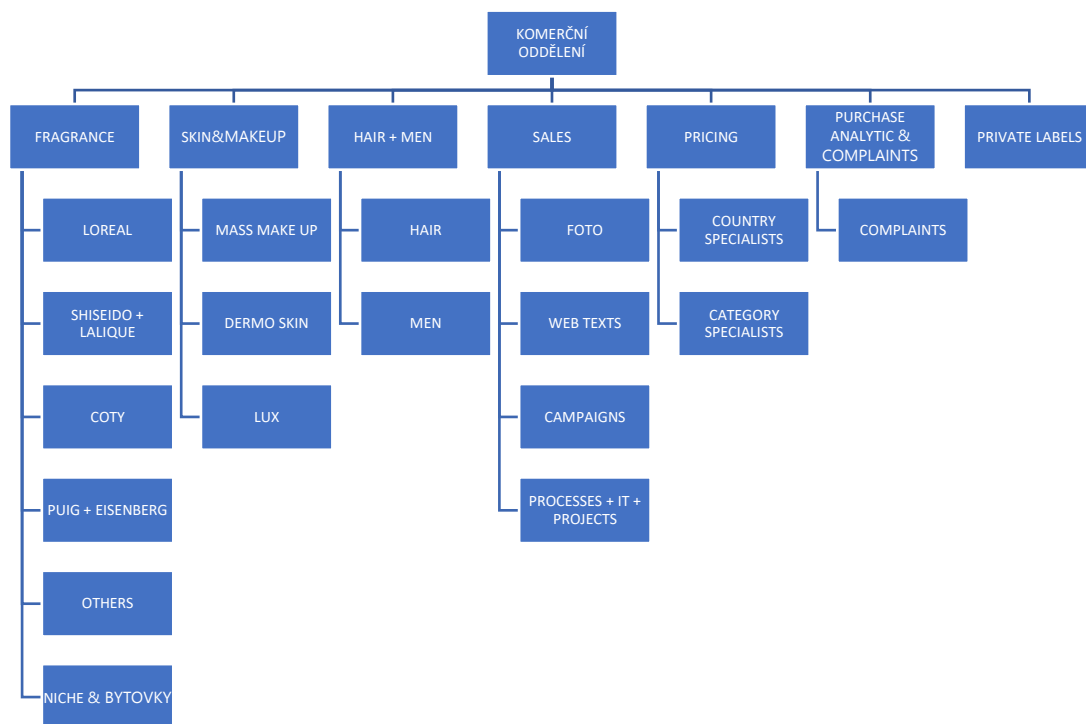 KOMERČNÍ
ODDĚLENÍ
FRAGRANCE
SKIN&MAKEUP
HAIR + MEN
SALES
PRICING
PURCHASE
ANALYTIC &
COMPLAINTS
PRIVATE LABELS
LOREAL
MASS MAKE UP
HAIR
FOTO
COUNTRY
SPECIALISTS
COMPLAINTS
SHISEIDO +
LALIQUE
DERMO SKIN
MEN
WEB TEXTS
CATEGORY
SPECIALISTS
COTY
LUX
CAMPAIGNS
PUIG + EISENBERG
PROCESSES + IT +
PROJECTS
OTHERS
NICHE & BYTOVKY